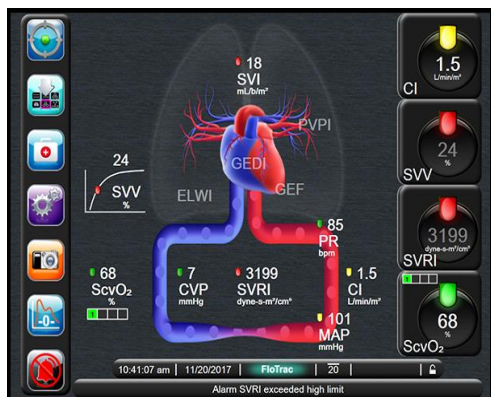 18
SVI
mL/b/m²
PVPI
GEDI
GEF
ELWI
24
SVV
%
85
PR
bpm
68
ScvO₂
%
1
7
CVP
mmHg
3199
SVRI
dyne-s-m²/cm⁵
1.5
CI
L/min/m²
101
MAP
mmHg
1.5
L/min/m²
CI
24
%
SVV
3199
dyne-s-m²/cm⁵
SVRI
1
68
%
ScvO₂
-0-
10:41:07 am | 11/20/2017 | FloTrac | 20
Alarm SVRI exceeded high limit